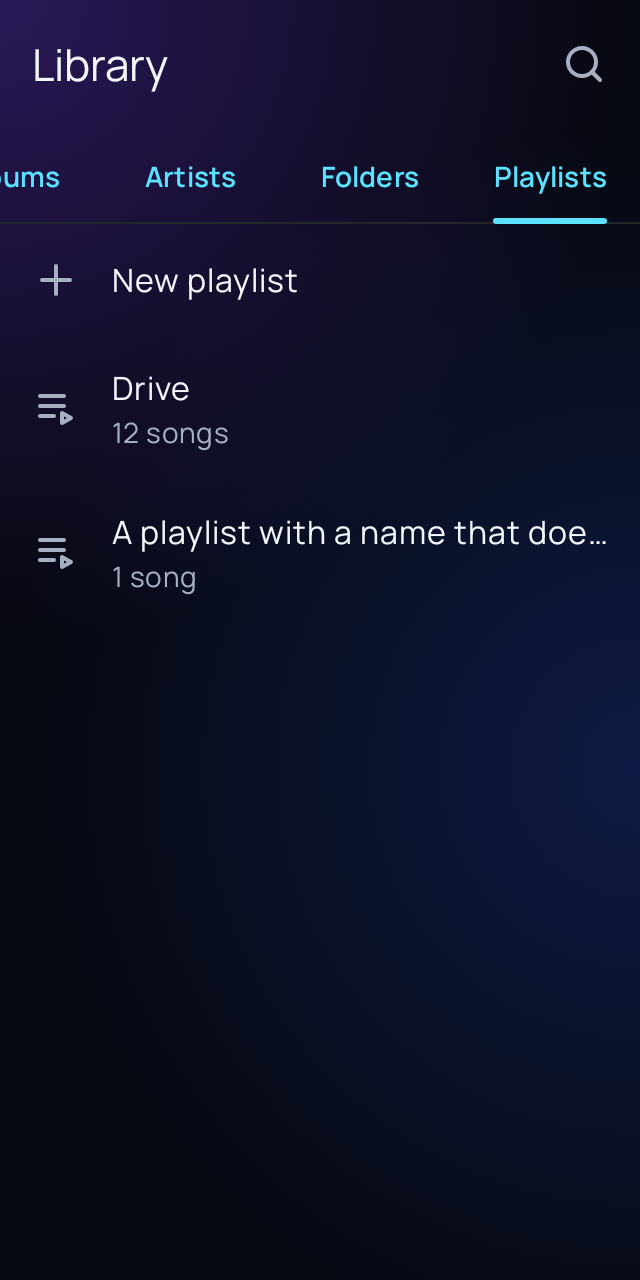 Library
ums Artists Folders Playlists
New playlist
Drive
12 songs
A playlist with a name that doe…
1 song